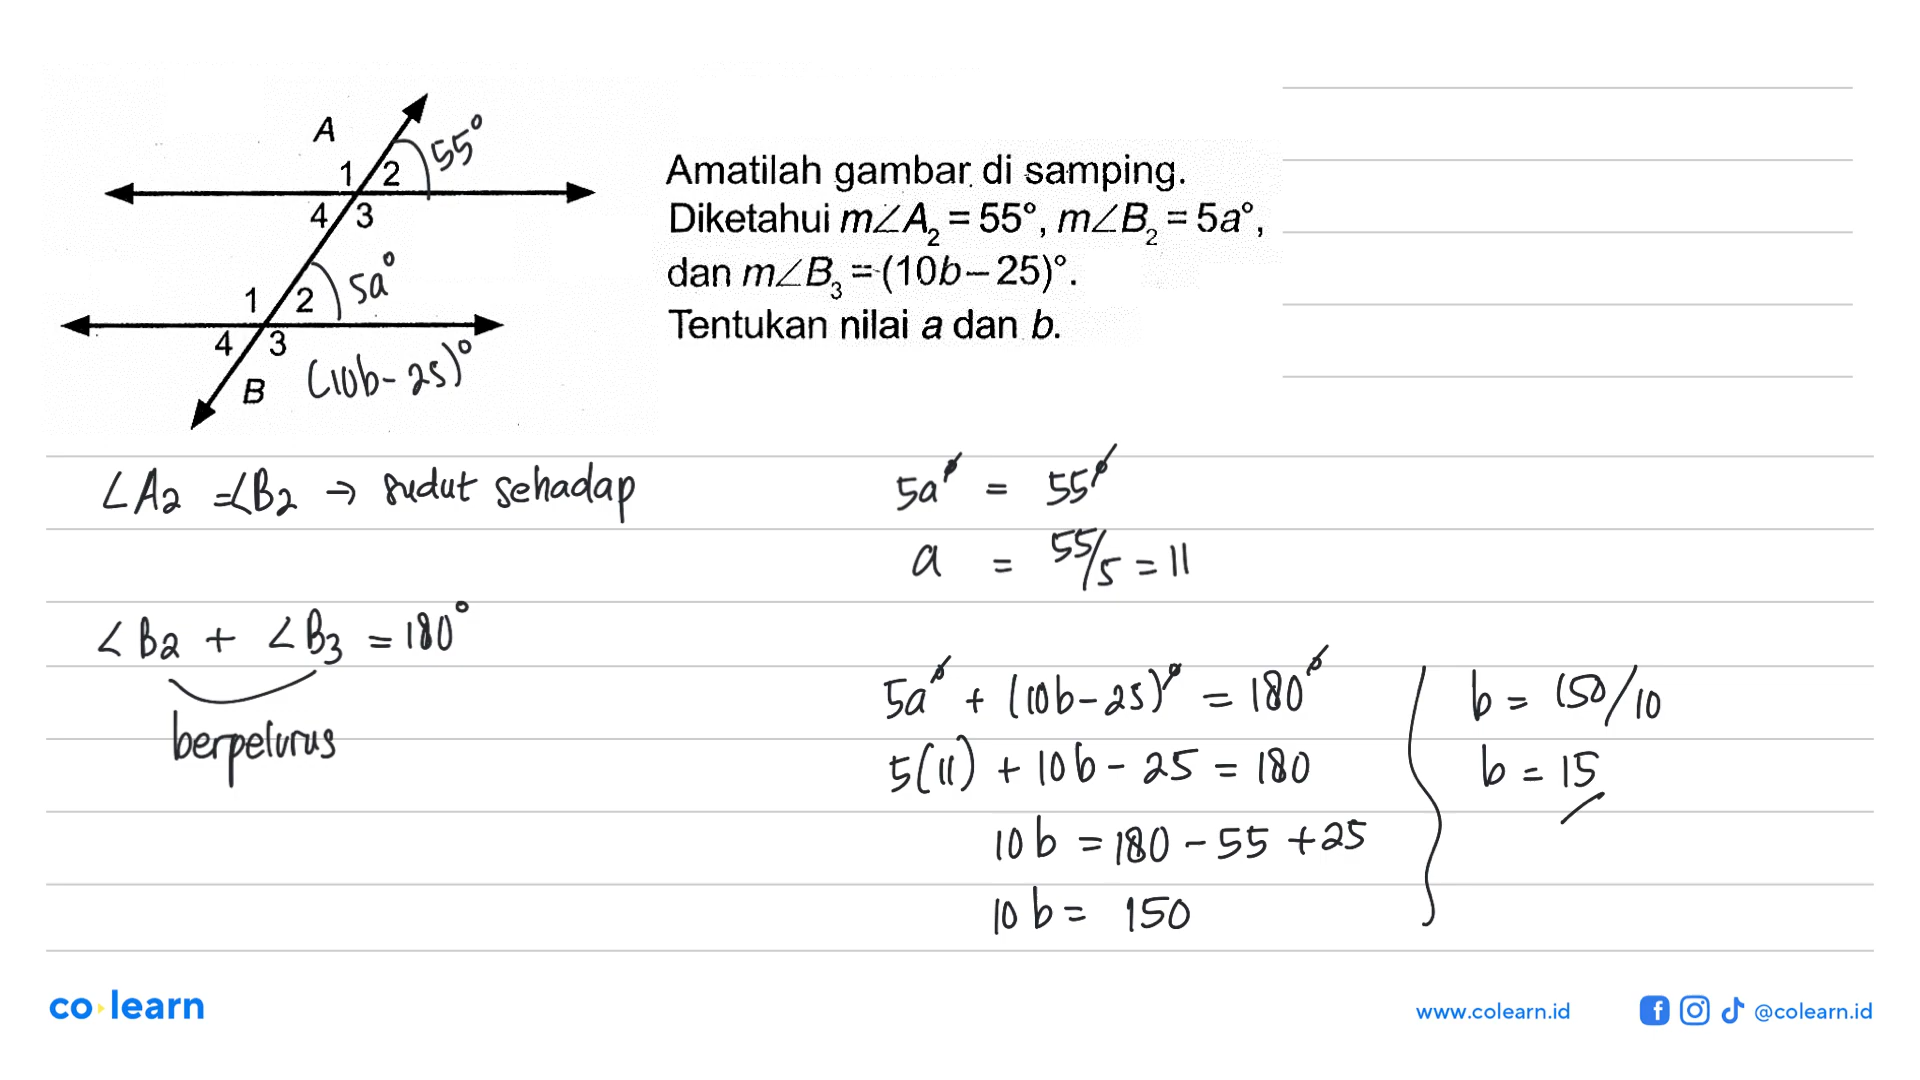 A
55°
1 2
4 3
5a°
1 2
4 3
B
(10b-25)°
Amatilah gambar di samping.
Diketahui m∠A₂ = 55°, m∠B₂ = 5a°,
dan m∠B₃ = (10b – 25)°.
Tentukan nilai a dan b.
∠A2 = ∠B2 → sudut sehadap
5a° = 55°
a = 55/5 = 11
∠B2 + ∠B3 = 180°
berpelurus
5a° + (10b-25)° = 180°
5(11) + 10b - 25 = 180
10b = 180 - 55 + 25
10b = 150
b = 150/10
b = 15
co learn
www.colearn.id
@colearn.id